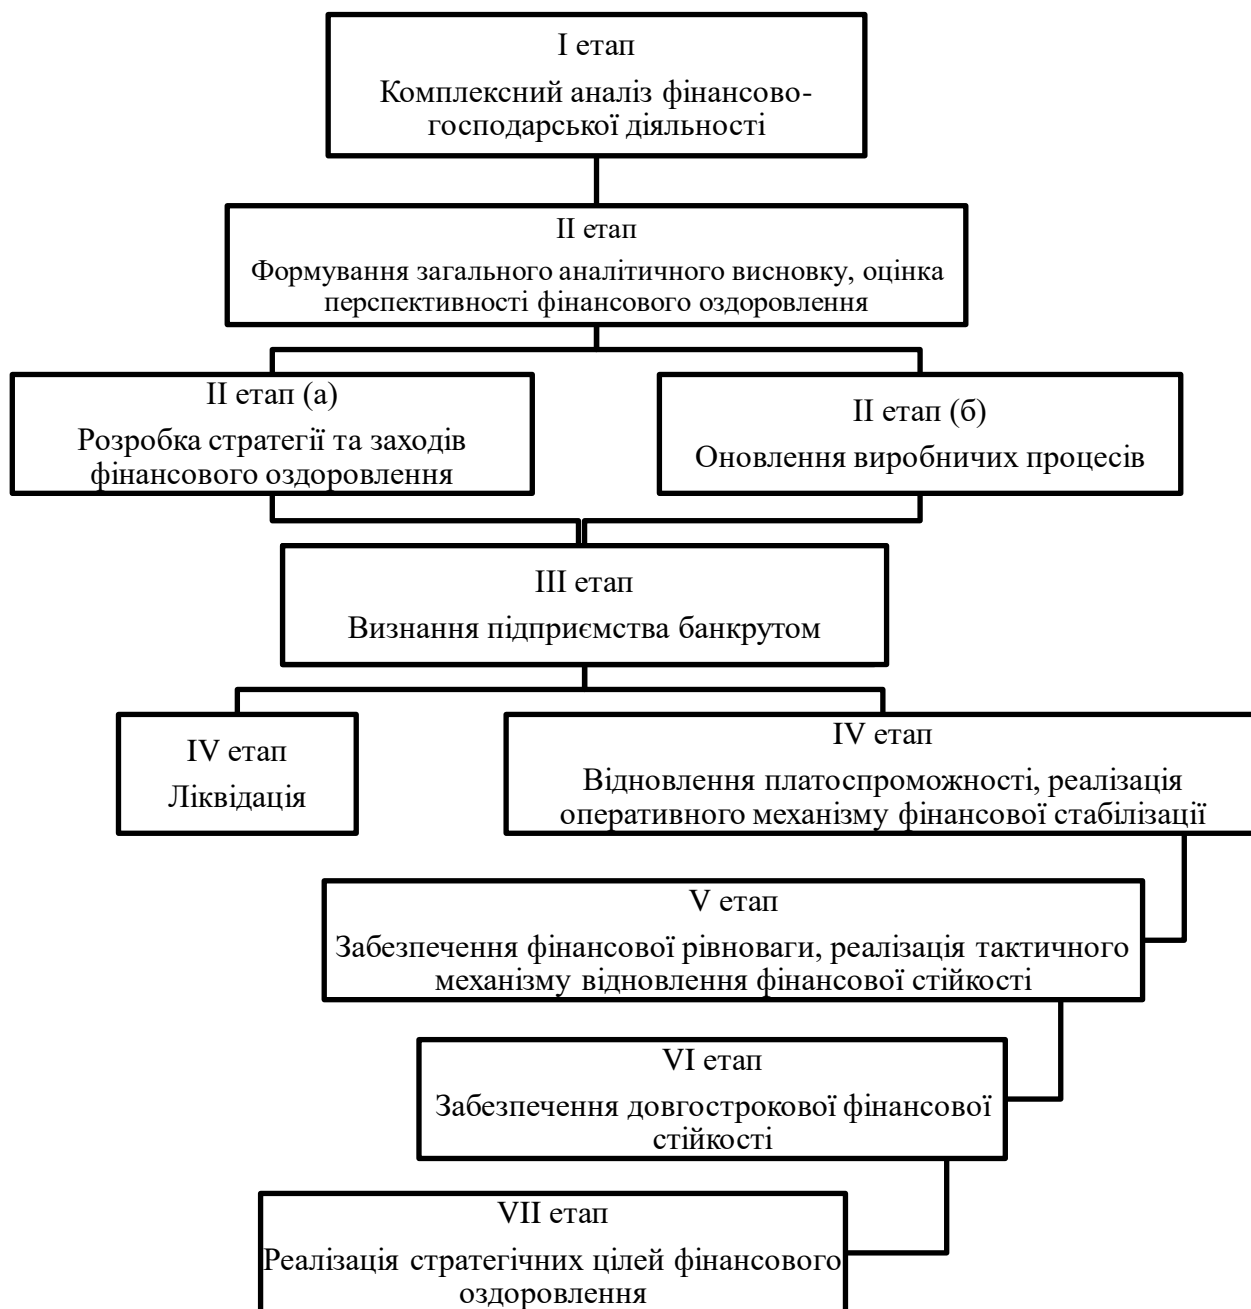 I етап
Комплексний аналіз фінансово-
господарської діяльності
II етап
Формування загального аналітичного висновку, оцінка
перспективності фінансового оздоровлення
II етап (а)
Розробка стратегії та заходів
фінансового оздоровлення
II етап (б)
Оновлення виробничих процесів
III етап
Визнання підприємства банкрутом
IV етап
Ліквідація
IV етап
Відновлення платоспроможності, реалізація
оперативного механізму фінансової стабілізації
V етап
Забезпечення фінансової рівноваги, реалізація тактичного
механізму відновлення фінансової стійкості
VI етап
Забезпечення довгострокової фінансової
стійкості
VII етап
Реалізація стратегічних цілей фінансового
оздоровлення